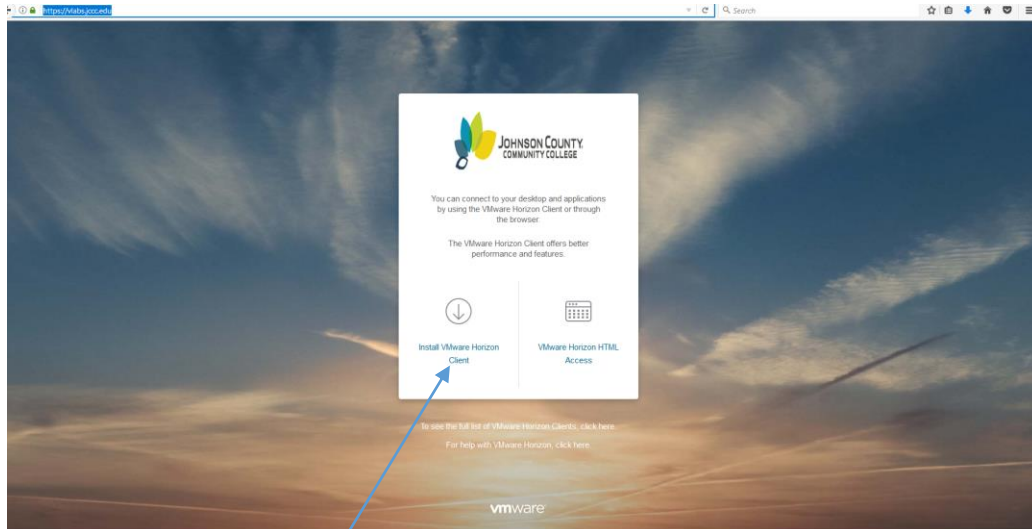 https://vlabs.jccc.edu
Search
JOHNSON COUNTY
COMMUNITY COLLEGE
You can connect to your desktop and applications
by using the VMware Horizon Client or through
the browser.
The VMware Horizon Client offers better
performance and features.
Install VMware Horizon
Client
VMware Horizon HTML
Access
To see the full list of VMware Horizon Clients, click here.
For help with VMware Horizon, click here.
vmware